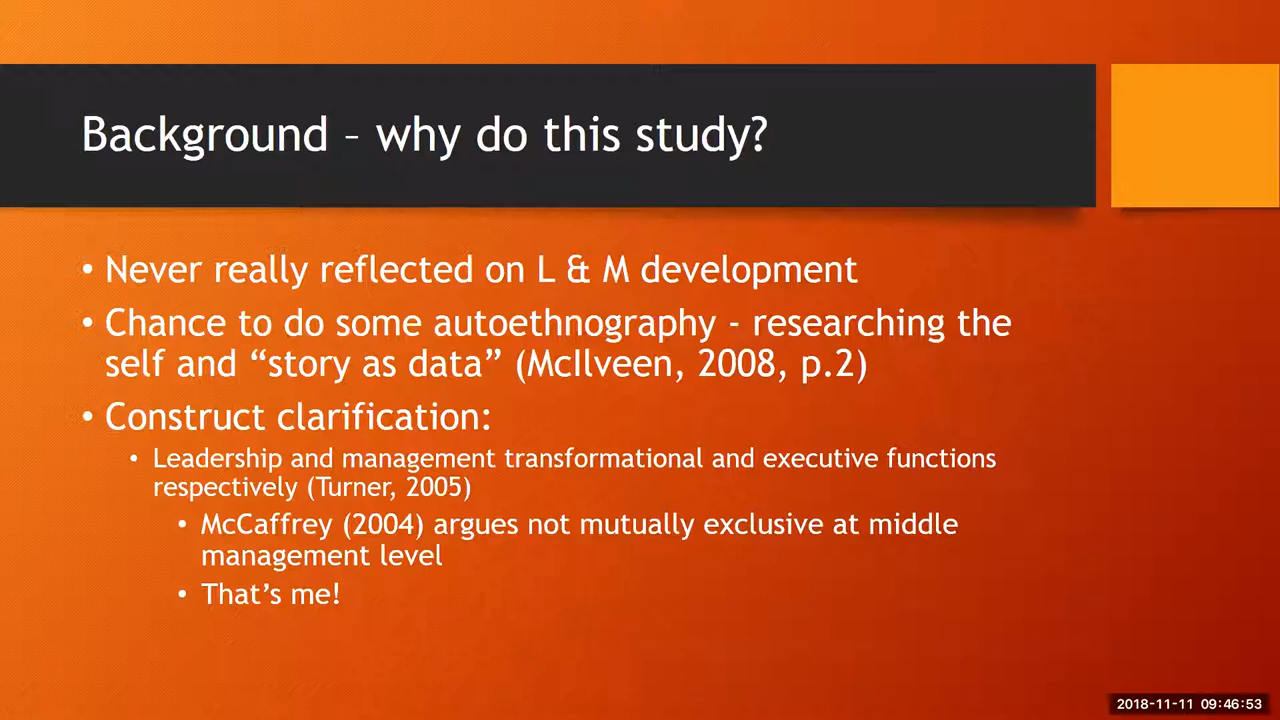 Background – why do this study?
• Never really reflected on L & M development
• Chance to do some autoethnography - researching the
self and “story as data” (McIlveen, 2008, p.2)
• Construct clarification:
• Leadership and management transformational and executive functions
respectively (Turner, 2005)
• McCaffrey (2004) argues not mutually exclusive at middle
management level
• That’s me!
2018-11-11 09:46:53